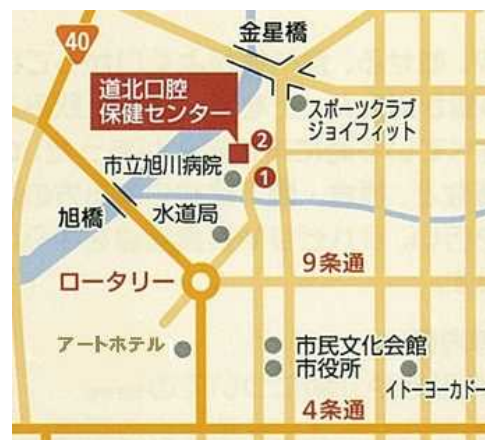 40
金星橋
道北口腔
保健センター
スポーツクラブ
ジョイフィット
2
市立旭川病院
1
旭橋
水道局
ロータリー
9条通
アートホテル
市民文化会館
市役所
イトーヨーカドー
4条通